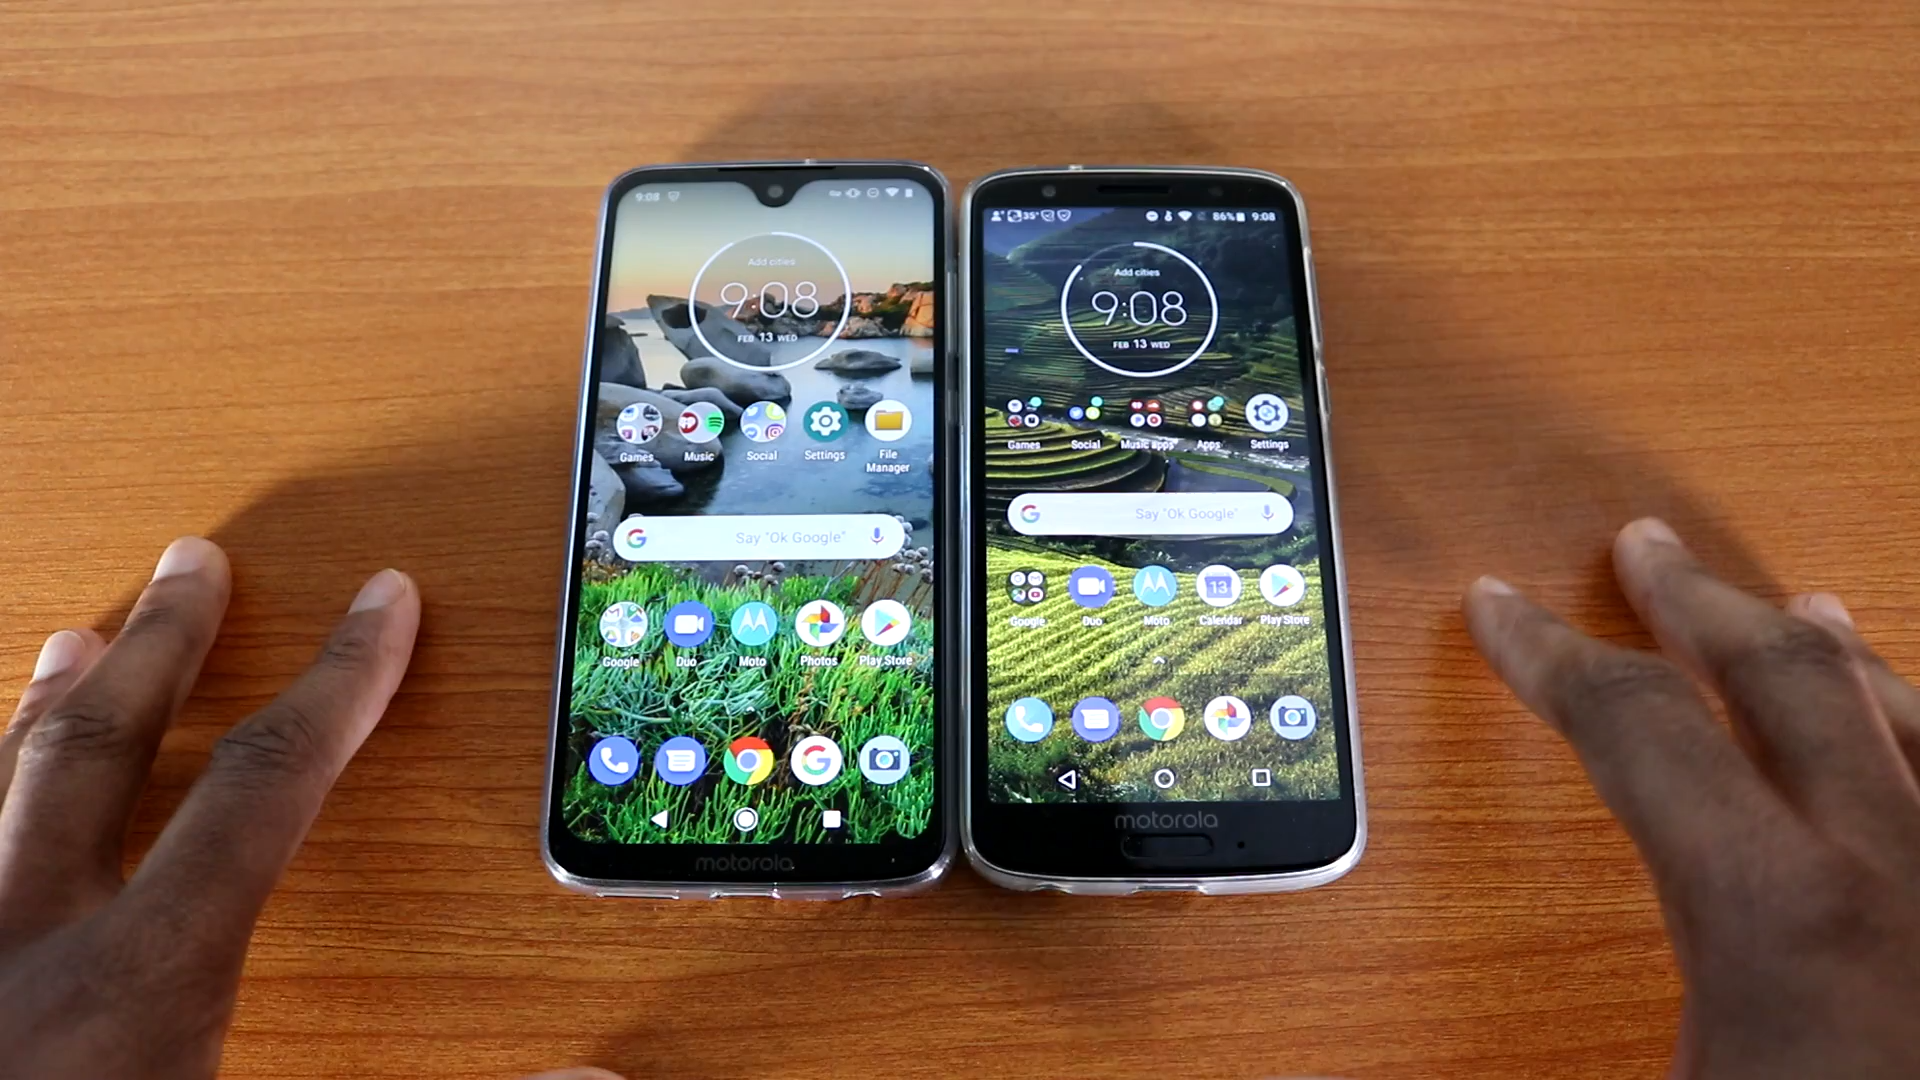 9:08
Add cities
9:08
FEB 13 WED
Games Music Social Settings File Manager
Say "Ok Google"
Google Duo Moto Photos Play Store
motorola
35° 86% 9:08
Add cities
9:08
FEB 13 WED
Games Social Music apps Apps Settings
Say "Ok Google"
13
Google Duo Moto Calendar Play Store
motorola